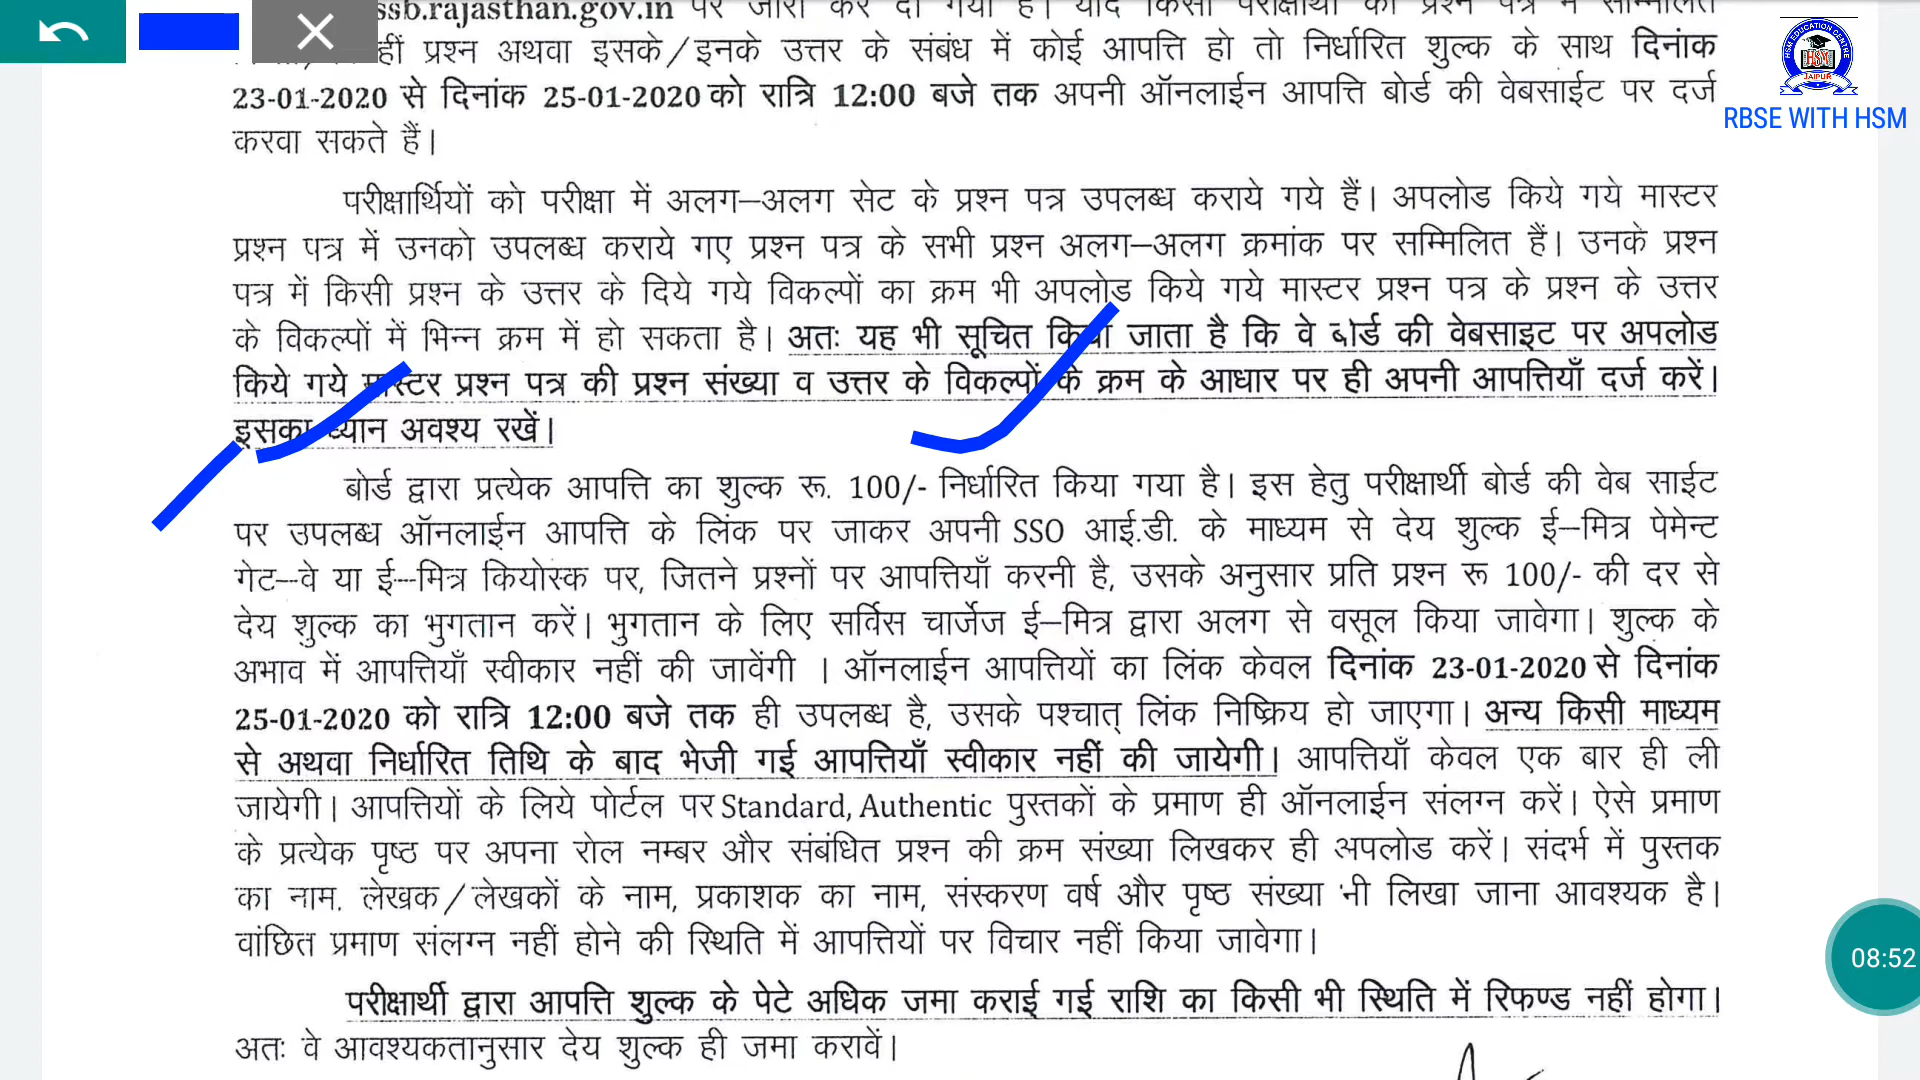 ssb.rajasthan.gov.in पर जारी कर दी गयी है। यदि किसी परीक्षार्थी को प्रश्न पत्र में सम्मिलित
हीं प्रश्न अथवा इसके/इनके उत्तर के संबंध में कोई आपत्ति हो तो निर्धारित शुल्क के साथ दिनांक
23-01-2020 से दिनांक 25-01-2020 को रात्रि 12:00 बजे तक अपनी ऑनलाईन आपत्ति बोर्ड की वेबसाईट पर दर्ज
करवा सकते हैं।
HSM EDUCATION CENTRE
HSM
JAIPUR
RBSE WITH HSM
परीक्षार्थियों को परीक्षा में अलग–अलग सेट के प्रश्न पत्र उपलब्ध कराये गये हैं। अपलोड किये गये मास्टर
प्रश्न पत्र में उनको उपलब्ध कराये गए प्रश्न पत्र के सभी प्रश्न अलग–अलग क्रमांक पर सम्मिलित हैं। उनके प्रश्न
पत्र में किसी प्रश्न के उत्तर के दिये गये विकल्पों का क्रम भी अपलोड किये गये मास्टर प्रश्न पत्र के प्रश्न के उत्तर
के विकल्पों में भिन्न क्रम में हो सकता है। अतः यह भी सूचित किया जाता है कि वे बोर्ड की वेबसाइट पर अपलोड
किये गये मास्टर प्रश्न पत्र की प्रश्न संख्या व उत्तर के विकल्पों के क्रम के आधार पर ही अपनी आपत्तियाँ दर्ज करें।
इसका ध्यान अवश्य रखें।
बोर्ड द्वारा प्रत्येक आपत्ति का शुल्क रू. 100/- निर्धारित किया गया है। इस हेतु परीक्षार्थी बोर्ड की वेब साईट
पर उपलब्ध ऑनलाईन आपत्ति के लिंक पर जाकर अपनी SSO आई.डी. के माध्यम से देय शुल्क ई–मित्र पेमेन्ट
गेट–वे या ई–मित्र कियोस्क पर, जितने प्रश्नों पर आपत्तियाँ करनी है, उसके अनुसार प्रति प्रश्न रू 100/- की दर से
देय शुल्क का भुगतान करें। भुगतान के लिए सर्विस चार्जेज ई–मित्र द्वारा अलग से वसूल किया जावेगा। शुल्क के
अभाव में आपत्तियाँ स्वीकार नहीं की जावेंगी । ऑनलाईन आपत्तियों का लिंक केवल दिनांक 23-01-2020 से दिनांक
25-01-2020 को रात्रि 12:00 बजे तक ही उपलब्ध है, उसके पश्चात् लिंक निष्क्रिय हो जाएगा। अन्य किसी माध्यम
से अथवा निर्धारित तिथि के बाद भेजी गई आपत्तियाँ स्वीकार नहीं की जायेगी। आपत्तियाँ केवल एक बार ही ली
जायेगी। आपत्तियों के लिये पोर्टल पर Standard, Authentic पुस्तकों के प्रमाण ही ऑनलाईन संलग्न करें। ऐसे प्रमाण
के प्रत्येक पृष्ठ पर अपना रोल नम्बर और संबंधित प्रश्न की क्रम संख्या लिखकर ही अपलोड करें। संदर्भ में पुस्तक
का नाम, लेखक/लेखकों के नाम, प्रकाशक का नाम, संस्करण वर्ष और पृष्ठ संख्या भी लिखा जाना आवश्यक है।
वांछित प्रमाण संलग्न नहीं होने की स्थिति में आपत्तियों पर विचार नहीं किया जावेगा।
08:52
परीक्षार्थी द्वारा आपत्ति शुल्क के पेटे अधिक जमा कराई गई राशि का किसी भी स्थिति में रिफण्ड नहीं होगा।
अतः वे आवश्यकतानुसार देय शुल्क ही जमा करावें।